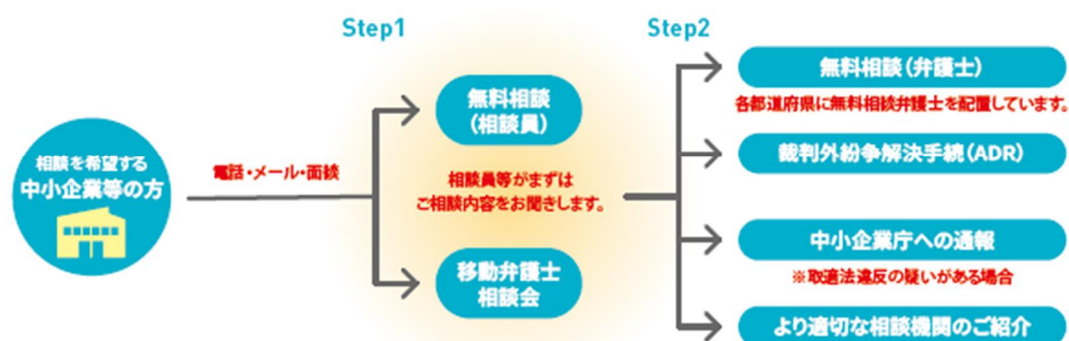 Step1
Step2
相談を希望する
中小企業等の方
電話・メール・面談
無料相談
(相談員)
相談員等がまずは
ご相談内容をお聞きします。
移動弁護士
相談会
無料相談(弁護士)
各都道府県に無料相談弁護士を配置しています。
裁判外紛争解決手続(ADR)
中小企業庁への通報
※取適法違反の疑いがある場合
より適切な相談機関のご紹介